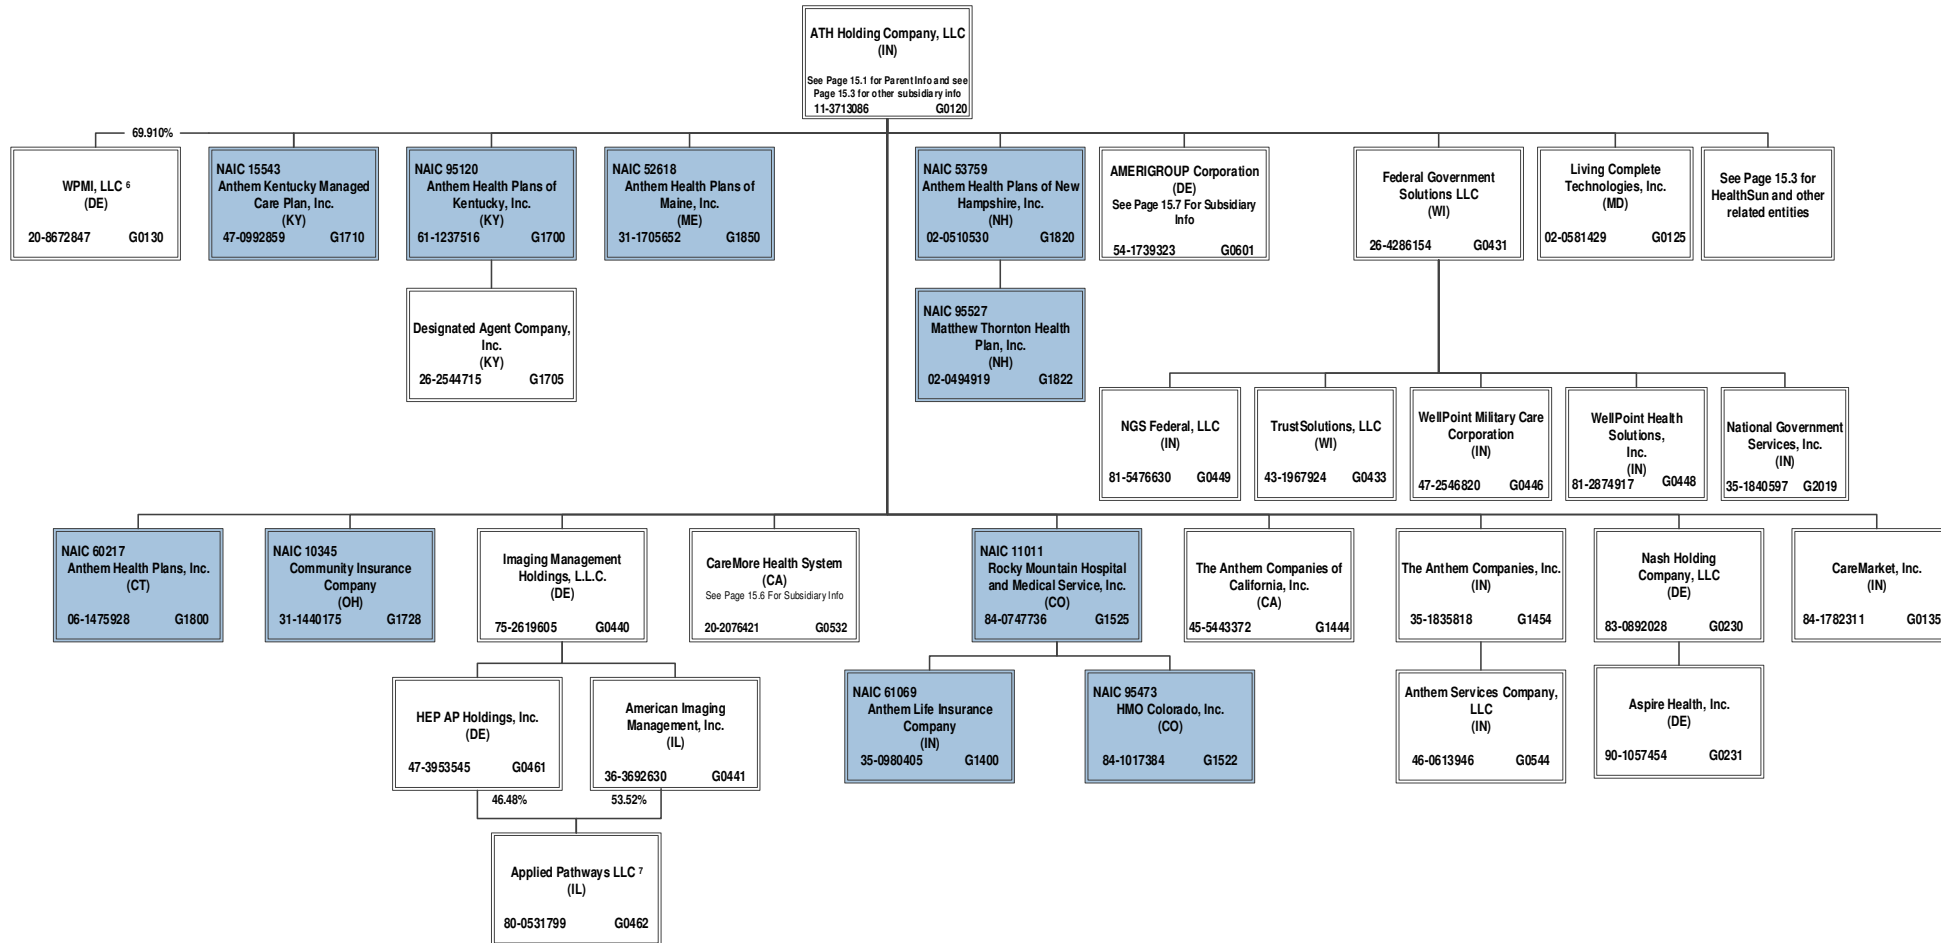 ATH Holding Company, LLC
(IN)
See Page 15.1 for Parent Info and see
Page 15.3 for other subsidiary info
11-3713086 G0120
69.910%
WPMI, LLC ⁶
(DE)
20-8672847 G0130
NAIC 15543
Anthem Kentucky Managed
Care Plan, Inc.
(KY)
47-0992859 G1710
NAIC 95120
Anthem Health Plans of
Kentucky, Inc.
(KY)
61-1237516 G1700
NAIC 52618
Anthem Health Plans of
Maine, Inc.
(ME)
31-1705652 G1850
NAIC 53759
Anthem Health Plans of New
Hampshire, Inc.
(NH)
02-0510530 G1820
AMERIGROUP Corporation
(DE)
See Page 15.7 For Subsidiary
Info
54-1739323 G0601
Federal Government
Solutions LLC
(WI)
26-4286154 G0431
Living Complete
Technologies, Inc.
(MD)
02-0581429 G0125
See Page 15.3 for
HealthSun and other
related entities
Designated Agent Company,
Inc.
(KY)
26-2544715 G1705
NAIC 95527
Matthew Thornton Health
Plan, Inc.
(NH)
02-0494919 G1822
NGS Federal, LLC
(IN)
81-5476630 G0449
TrustSolutions, LLC
(WI)
43-1967924 G0433
WellPoint Military Care
Corporation
(IN)
47-2546820 G0446
WellPoint Health
Solutions,
Inc.
(IN)
81-2874917 G0448
National Government
Services, Inc.
(IN)
35-1840597 G2019
NAIC 60217
Anthem Health Plans, Inc.
(CT)
06-1475928 G1800
NAIC 10345
Community Insurance
Company
(OH)
31-1440175 G1728
Imaging Management
Holdings, L.L.C.
(DE)
75-2619605 G0440
CareMore Health System
(CA)
See Page 15.6 For Subsidiary Info
20-2076421 G0532
NAIC 11011
Rocky Mountain Hospital
and Medical Service, Inc.
(CO)
84-0747736 G1525
The Anthem Companies of
California, Inc.
(CA)
45-5443372 G1444
The Anthem Companies, Inc.
(IN)
35-1835818 G1454
Nash Holding
Company, LLC
(DE)
83-0892028 G0230
CareMarket, Inc.
(IN)
84-1782311 G0135
HEP AP Holdings, Inc.
(DE)
47-3953545 G0461
American Imaging
Management, Inc.
(IL)
36-3692630 G0441
NAIC 61069
Anthem Life Insurance
Company
(IN)
35-0980405 G1400
NAIC 95473
HMO Colorado, Inc.
(CO)
84-1017384 G1522
Anthem Services Company,
LLC
(IN)
46-0613946 G0544
Aspire Health, Inc.
(DE)
90-1057454 G0231
46.48% 53.52%
Applied Pathways LLC ⁷
(IL)
80-0531799 G0462